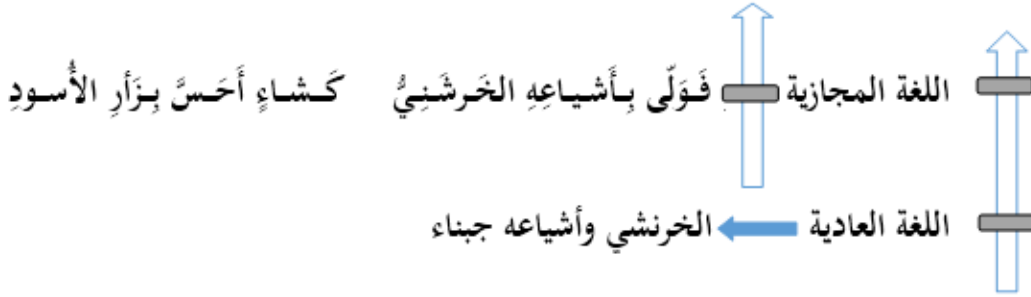 اللغة المجازية فَوَلّى بِأَشياعِهِ الخَرشَنِيُّ كَشاءٍ أَحَسَّ بِزَأرِ الأُسودِ
اللغة العادية الخرنشي وأشياعه جبناء